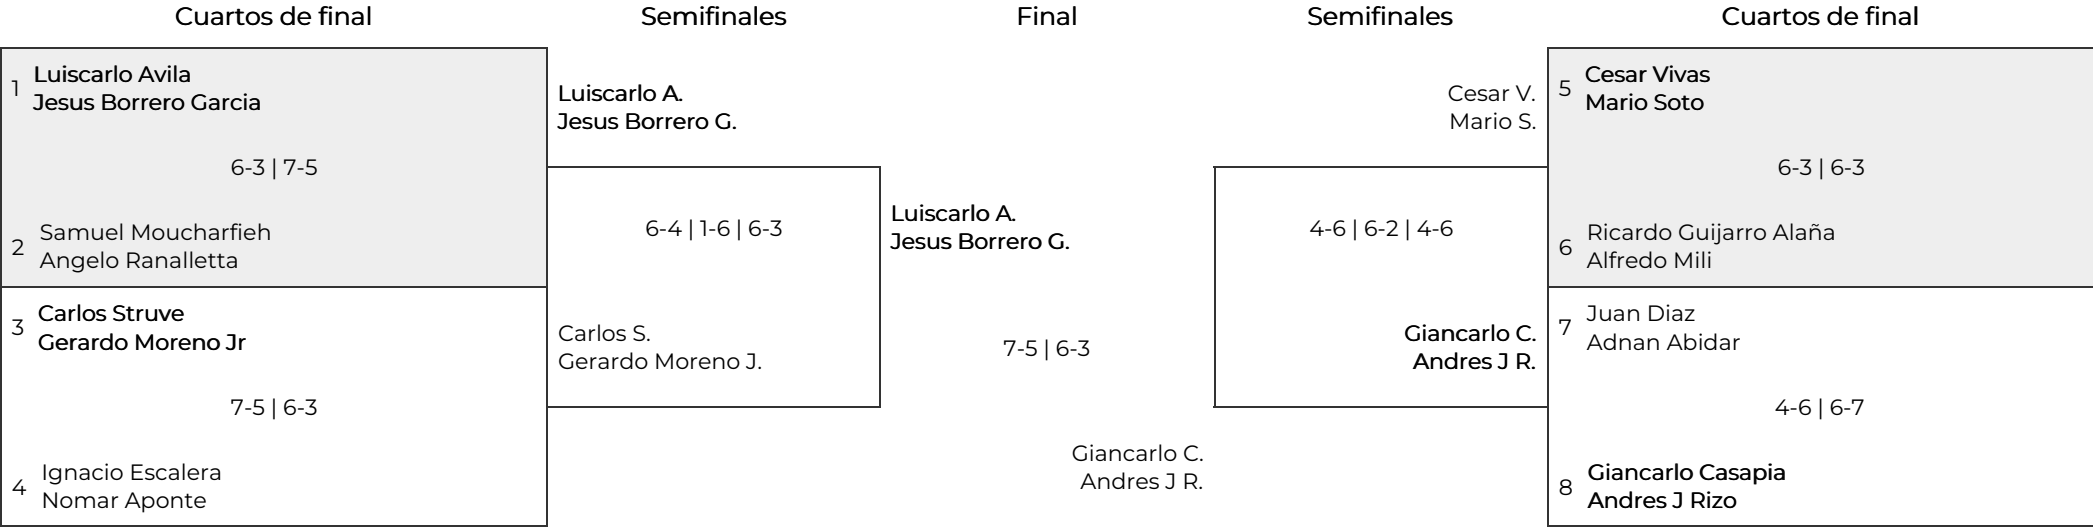 Cuartos de final
Semifinales
Final
Semifinales
Cuartos de final
1
Luiscarlo Avila
Jesus Borrero Garcia
6-3 | 7-5
2
Samuel Moucharfieh
Angelo Ranalletta
3
Carlos Struve
Gerardo Moreno Jr
7-5 | 6-3
4
Ignacio Escalera
Nomar Aponte
Luiscarlo A.
Jesus Borrero G.
6-4 | 1-6 | 6-3
Carlos S.
Gerardo Moreno J.
Luiscarlo A.
Jesus Borrero G.
7-5 | 6-3
Giancarlo C.
Andres J R.
Cesar V.
Mario S.
4-6 | 6-2 | 4-6
Giancarlo C.
Andres J R.
5
Cesar Vivas
Mario Soto
6-3 | 6-3
6
Ricardo Guijarro Alaña
Alfredo Mili
7
Juan Diaz
Adnan Abidar
4-6 | 6-7
8
Giancarlo Casapia
Andres J Rizo